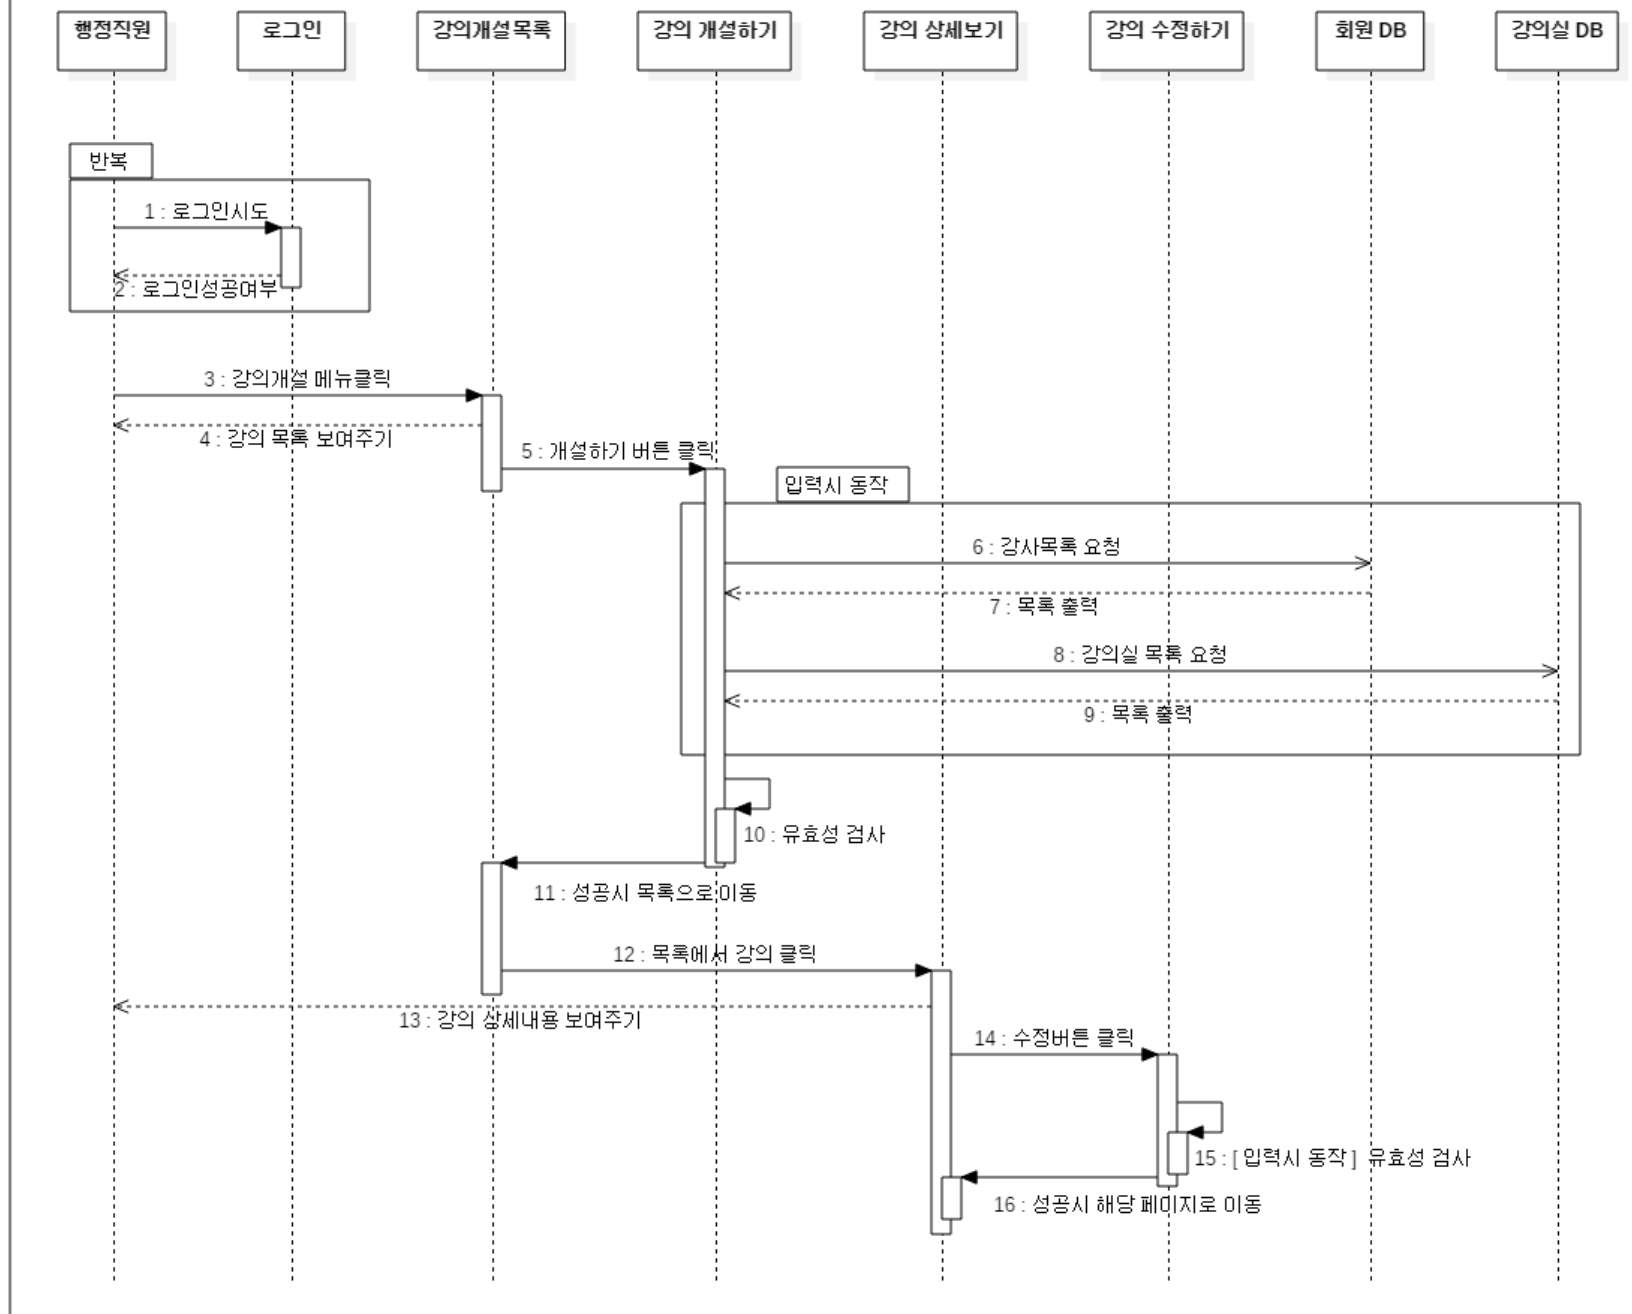 행정직원
로그인
강의개설목록
강의 개설하기
강의 상세보기
강의 수정하기
회원 DB
강의실 DB
반복
1 : 로그인시도
2 : 로그인성공여부
3 : 강의개설 메뉴클릭
4 : 강의 목록 보여주기
5 : 개설하기 버튼 클릭
입력시 동작
6 : 강사목록 요청
7 : 목록 출력
8 : 강의실 목록 요청
9 : 목록 출력
10 : 유효성 검사
11 : 성공시 목록으로 이동
12 : 목록에서 강의 클릭
13 : 강의 상세내용 보여주기
14 : 수정버튼 클릭
15 : [ 입력시 동작 ] 유효성 검사
16 : 성공시 해당 페이지로 이동